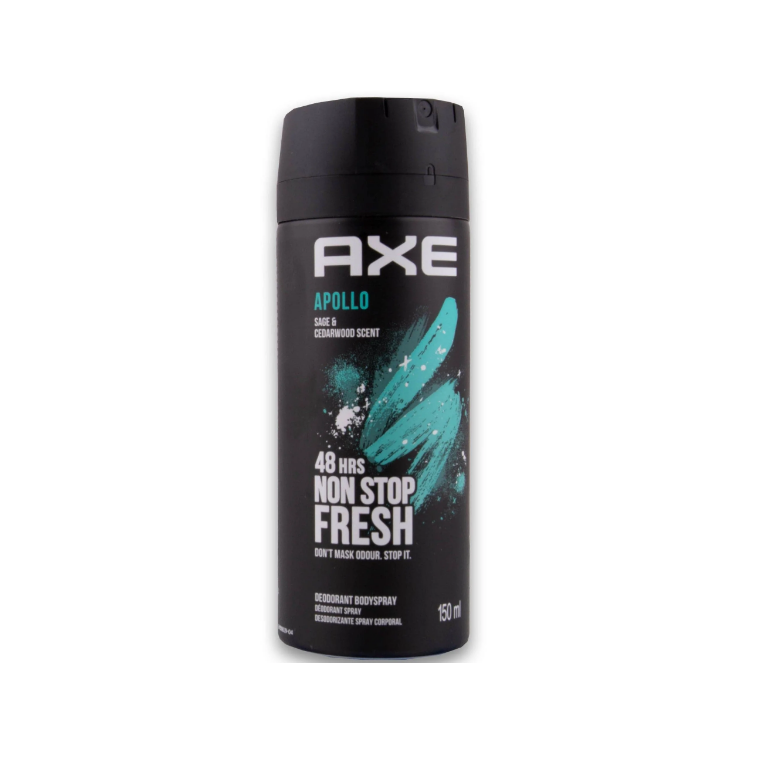 AXE
APOLLO
SAGE &
CEDARWOOD SCENT
48 HRS
NON STOP
FRESH
DON'T MASK ODOUR. STOP IT.
DEODORANT BODYSPRAY
DÉODORANT SPRAY
DESODORIZANTE SPRAY CORPORAL
150 ml